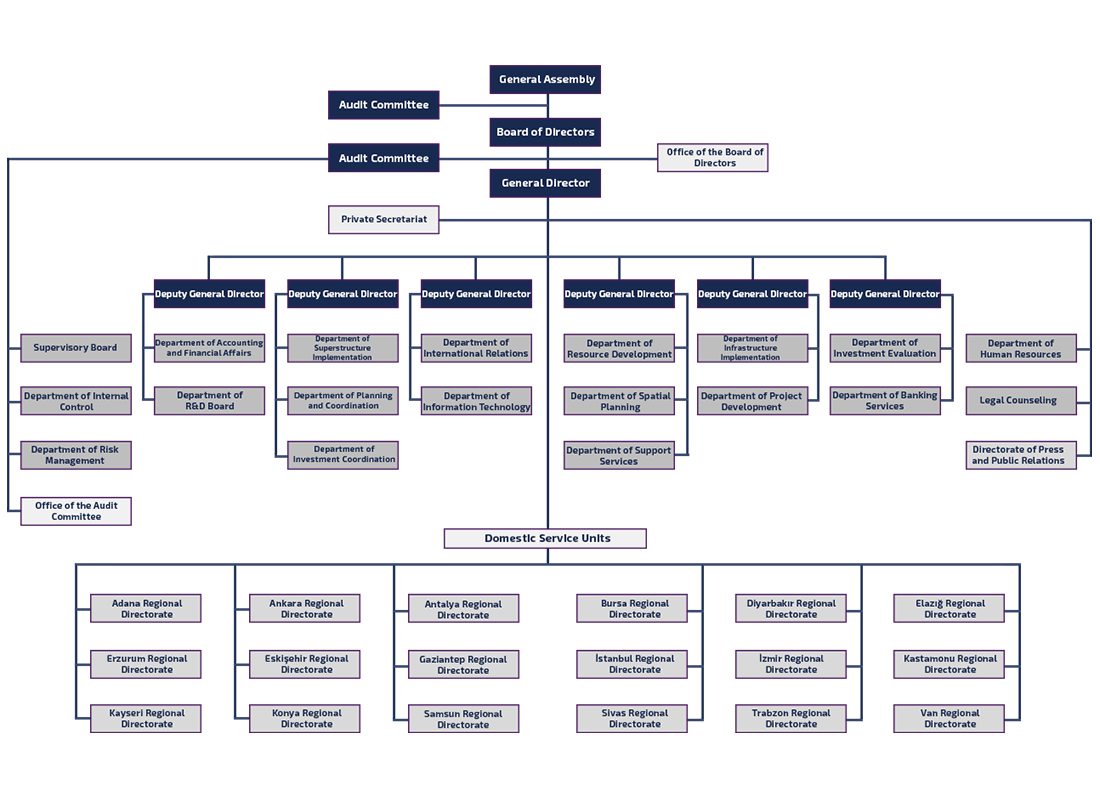 General Assembly
Audit Committee
Board of Directors
Audit Committee
Office of the Board of
Directors
General Director
Private Secretariat
Deputy General Director
Deputy General Director
Deputy General Director
Deputy General Director
Deputy General Director
Deputy General Director
Supervisory Board
Department of Accounting
and Financial Affairs
Department of
Superstructure
Implementation
Department of
International Relations
Department of
Resource Development
Department of
Infrastructure
Implementation
Department of
Investment Evaluation
Department of
Human Resources
Department of Internal
Control
Department of
R&D Board
Department of Planning
and Coordination
Department of
Information Technology
Department of Spatial
Planning
Department of Project
Development
Department of Banking
Services
Legal Counseling
Department of Risk
Management
Department of
Investment Coordination
Department of Support
Services
Directorate of Press
and Public Relations
Office of the Audit
Committee
Domestic Service Units
Adana Regional
Directorate
Ankara Regional
Directorate
Antalya Regional
Directorate
Bursa Regional
Directorate
Diyarbakır Regional
Directorate
Elazığ Regional
Directorate
Erzurum Regional
Directorate
Eskişehir Regional
Directorate
Gaziantep Regional
Directorate
İstanbul Regional
Directorate
İzmir Regional
Directorate
Kastamonu Regional
Directorate
Kayseri Regional
Directorate
Konya Regional
Directorate
Samsun Regional
Directorate
Sivas Regional
Directorate
Trabzon Regional
Directorate
Van Regional
Directorate